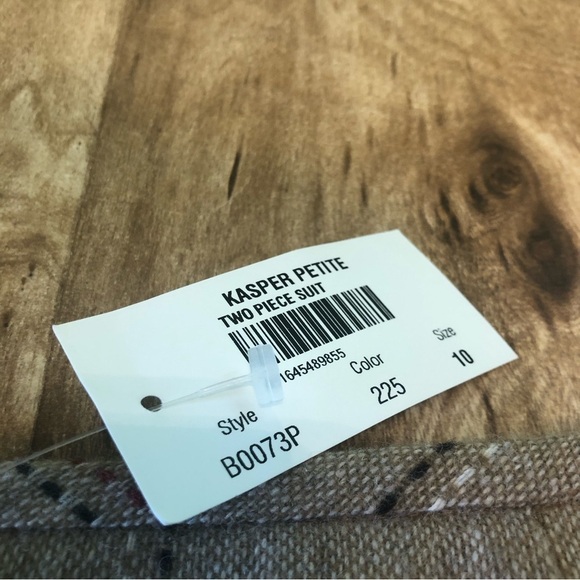 KASPER PETITE
TWO PIECE SUIT
1645489855
Style Color Size
B0073P 225 10